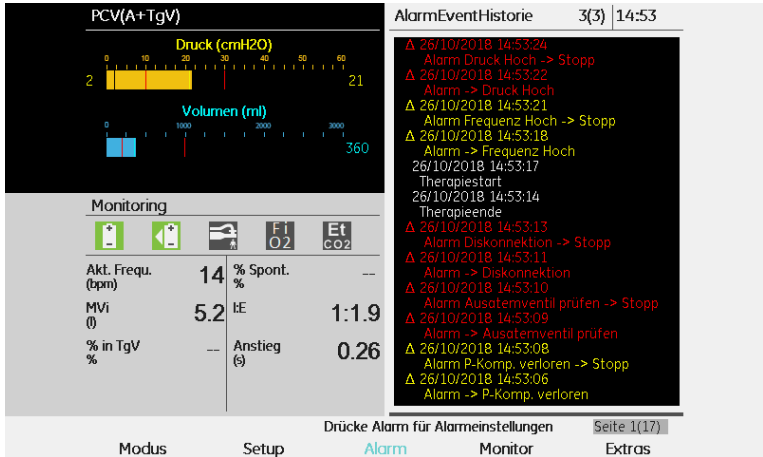 PCV(A+TgV)
Druck (cmH2O)
0 10 20 30 40 50 60
2 21
Volumen (ml)
0 1000 2000 3000
360
Monitoring
Fi O2
Et CO2
Akt. Frequ. (bpm) 14
% Spont. % --
MVi (l) 5.2
I:E 1:1.9
% in TgV % --
Anstieg (s) 0.26
AlarmEventHistorie 3(3) 14:53
Δ 26/10/2018 14:53:24
Alarm Druck Hoch -> Stopp
Δ 26/10/2018 14:53:22
Alarm -> Druck Hoch
Δ 26/10/2018 14:53:21
Alarm Frequenz Hoch -> Stopp
Δ 26/10/2018 14:53:18
Alarm -> Frequenz Hoch
26/10/2018 14:53:17
Therapiestart
26/10/2018 14:53:14
Therapieende
Δ 26/10/2018 14:53:13
Alarm Diskonnektion -> Stopp
Δ 26/10/2018 14:53:11
Alarm -> Diskonnektion
Δ 26/10/2018 14:53:10
Alarm Ausatemventil prüfen -> Stopp
Δ 26/10/2018 14:53:09
Alarm -> Ausatemventil prüfen
Δ 26/10/2018 14:53:08
Alarm P-Komp. verloren -> Stopp
Δ 26/10/2018 14:53:06
Alarm -> P-Komp. verloren
Drücke Alarm für Alarmeinstellungen Seite 1(17)
Modus Setup Alarm Monitor Extras